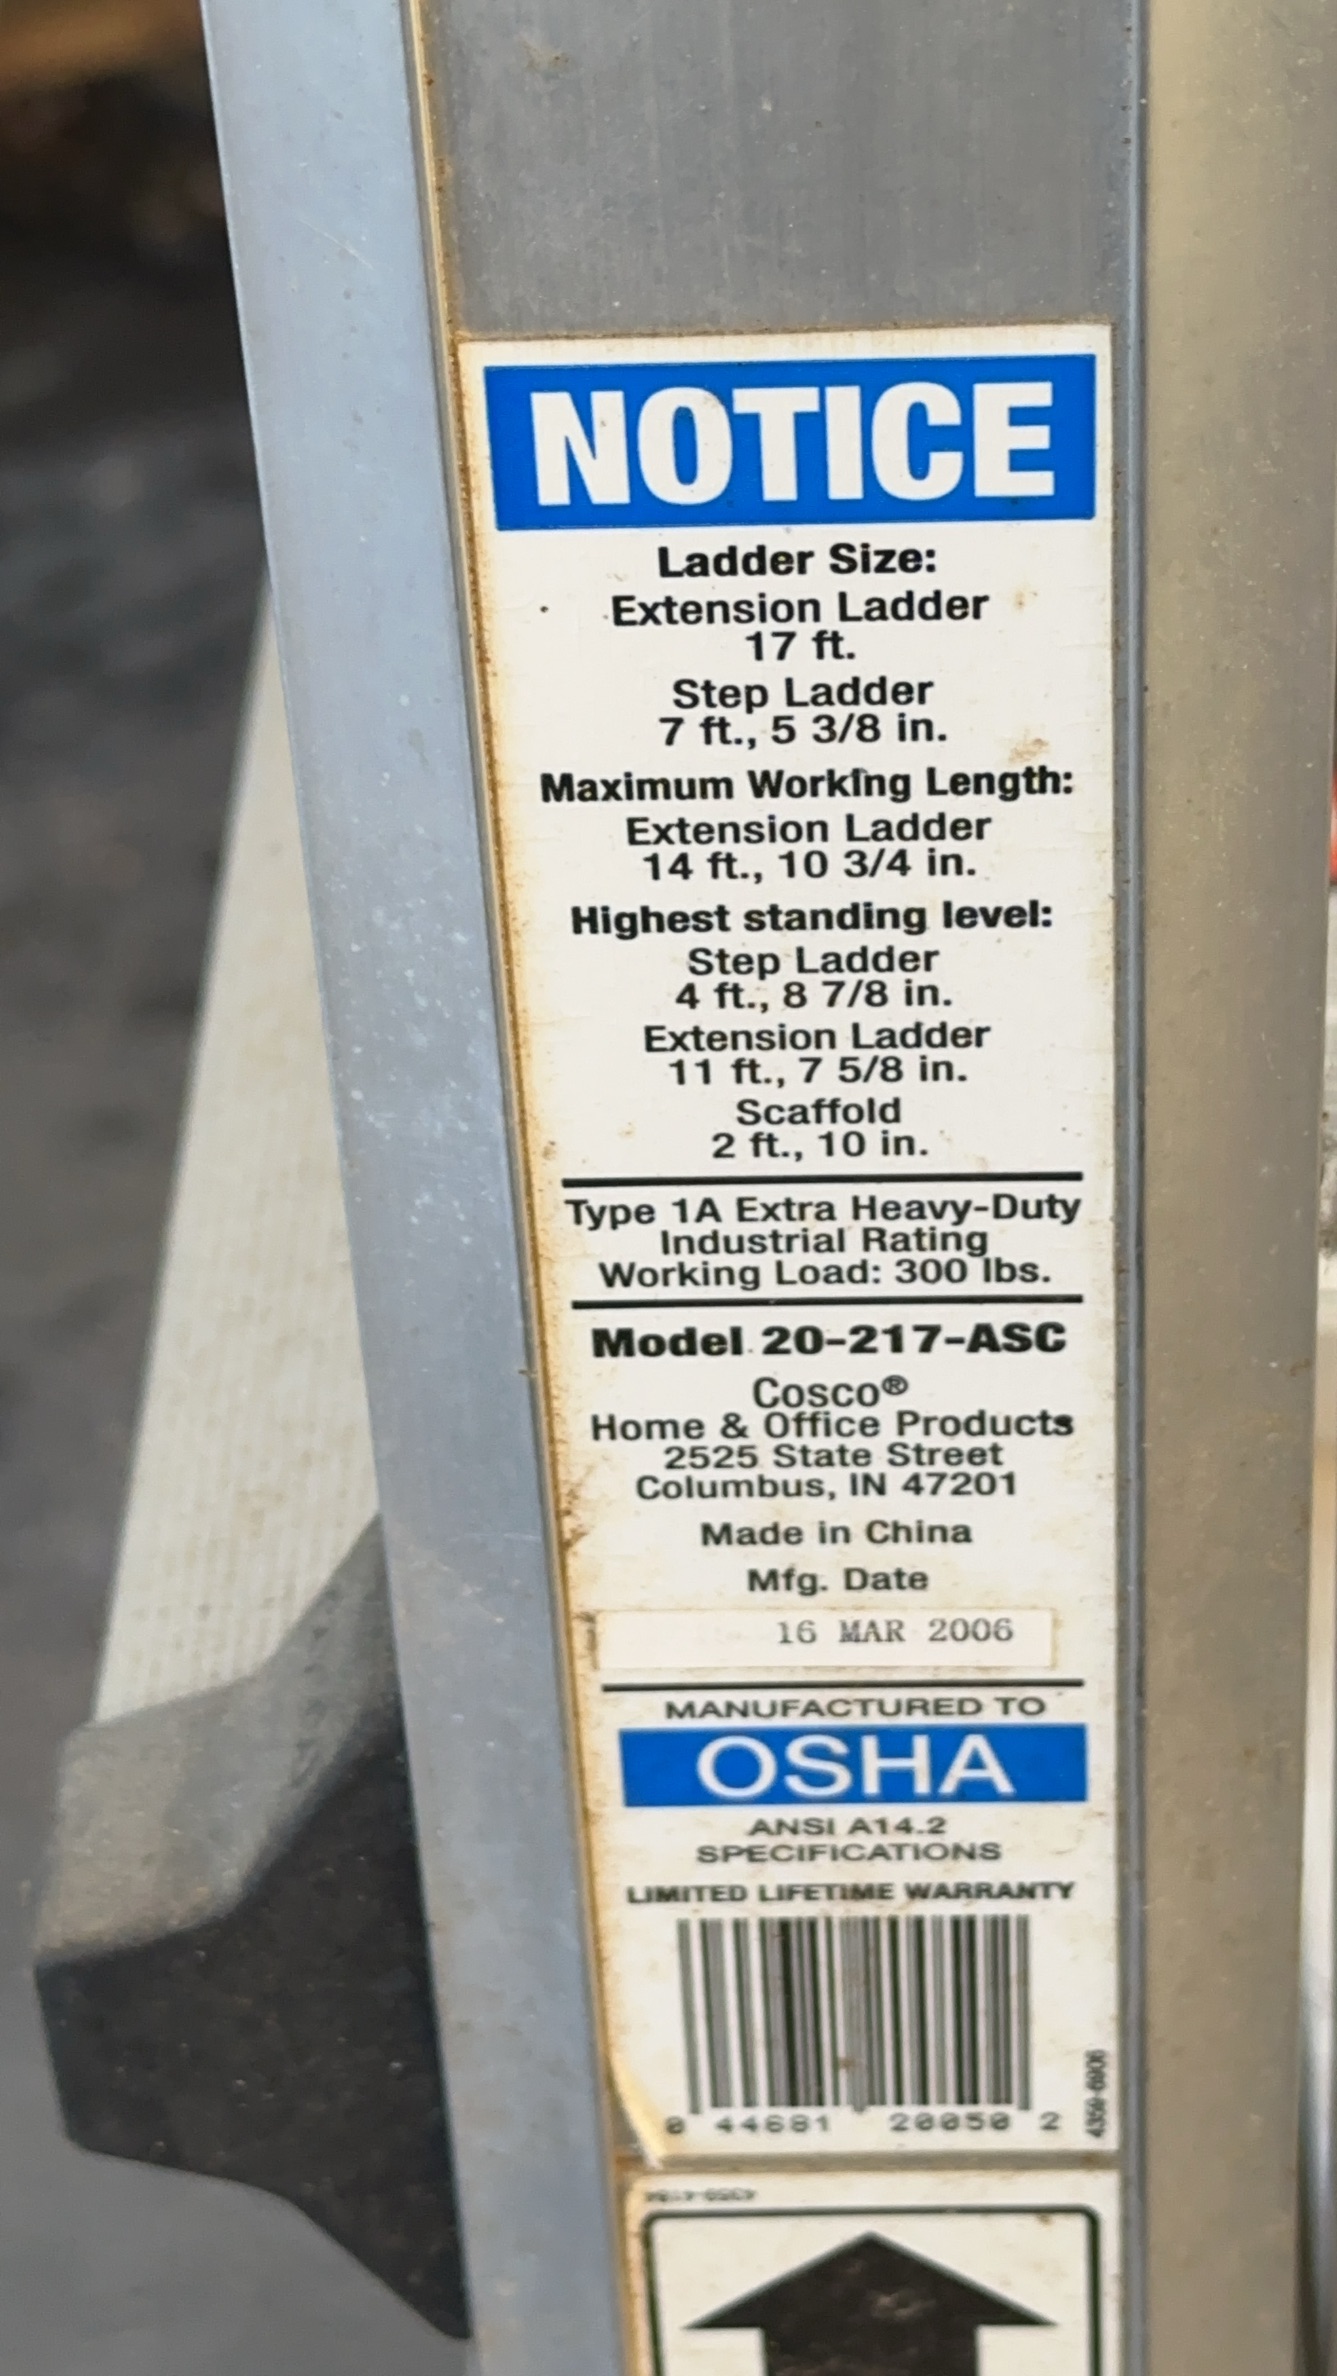 NOTICE
Ladder Size:
Extension Ladder
17 ft.
Step Ladder
7 ft., 5 3/8 in.
Maximum Working Length:
Extension Ladder
14 ft., 10 3/4 in.
Highest standing level:
Step Ladder
4 ft., 8 7/8 in.
Extension Ladder
11 ft., 7 5/8 in.
Scaffold
2 ft., 10 in.
Type 1A Extra Heavy-Duty
Industrial Rating
Working Load: 300 lbs.
Model 20-217-ASC
Cosco®
Home & Office Products
2525 State Street
Columbus, IN 47201
Made in China
Mfg. Date
16 MAR 2006
MANUFACTURED TO
OSHA
ANSI A14.2
SPECIFICATIONS
LIMITED LIFETIME WARRANTY
0 44681 20050 2
4359-6906